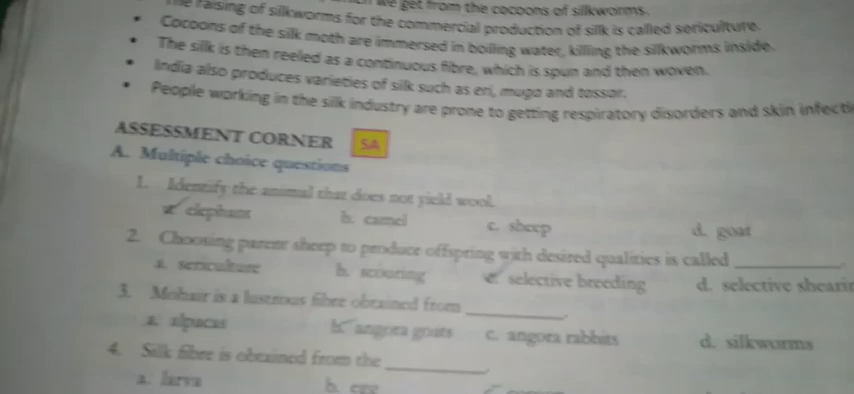 we get from the cocoons of silkworms.
The raising of silkworms for the commercial production of silk is called sericulture.
• Cocoons of the silk moth are immersed in boiling water, killing the silkworms inside.
• The silk is then reeled as a continuous fibre, which is spun and then woven.
• India also produces varieties of silk such as eri, muga and tassar.
• People working in the silk industry are prone to getting respiratory disorders and skin infecti
ASSESSMENT CORNER SA
A. Multiple choice questions
1. Identify the animal that does not yield wool.
a. elephant b. camel c. sheep d. goat
2. Choosing parent sheep to produce offspring with desired qualities is called ____________.
a. sericulture b. scouring c. selective breeding d. selective shearin
3. Mohair is a lustrous fibre obtained from ____________.
a. alpacas b. angora goats c. angora rabbits d. silkworms
4. Silk fibre is obtained from the ____________.
a. larva b. egg